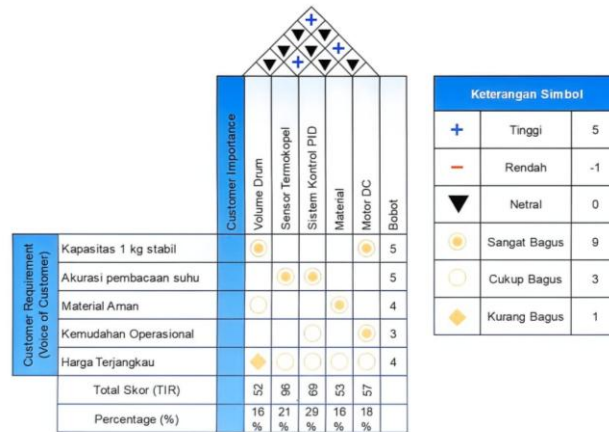 Keterangan Simbol
+ Tinggi 5
− Rendah -1
▼ Netral 0
Sangat Bagus 9
Cukup Bagus 3
Kurang Bagus 1
Customer Importance
Volume Drum
Sensor Termokopel
Sistem Kontrol PID
Material
Motor DC
Bobot
Customer Requirement
(Voice of Customer)
Kapasitas 1 kg stabil 5
Akurasi pembacaan suhu 5
Material Aman 4
Kemudahan Operasional 3
Harga Terjangkau 4
Total Skor (TIR) 52 96 69 53 57
Percentage (%) 16 % 21 % 29 % 16 % 18 %